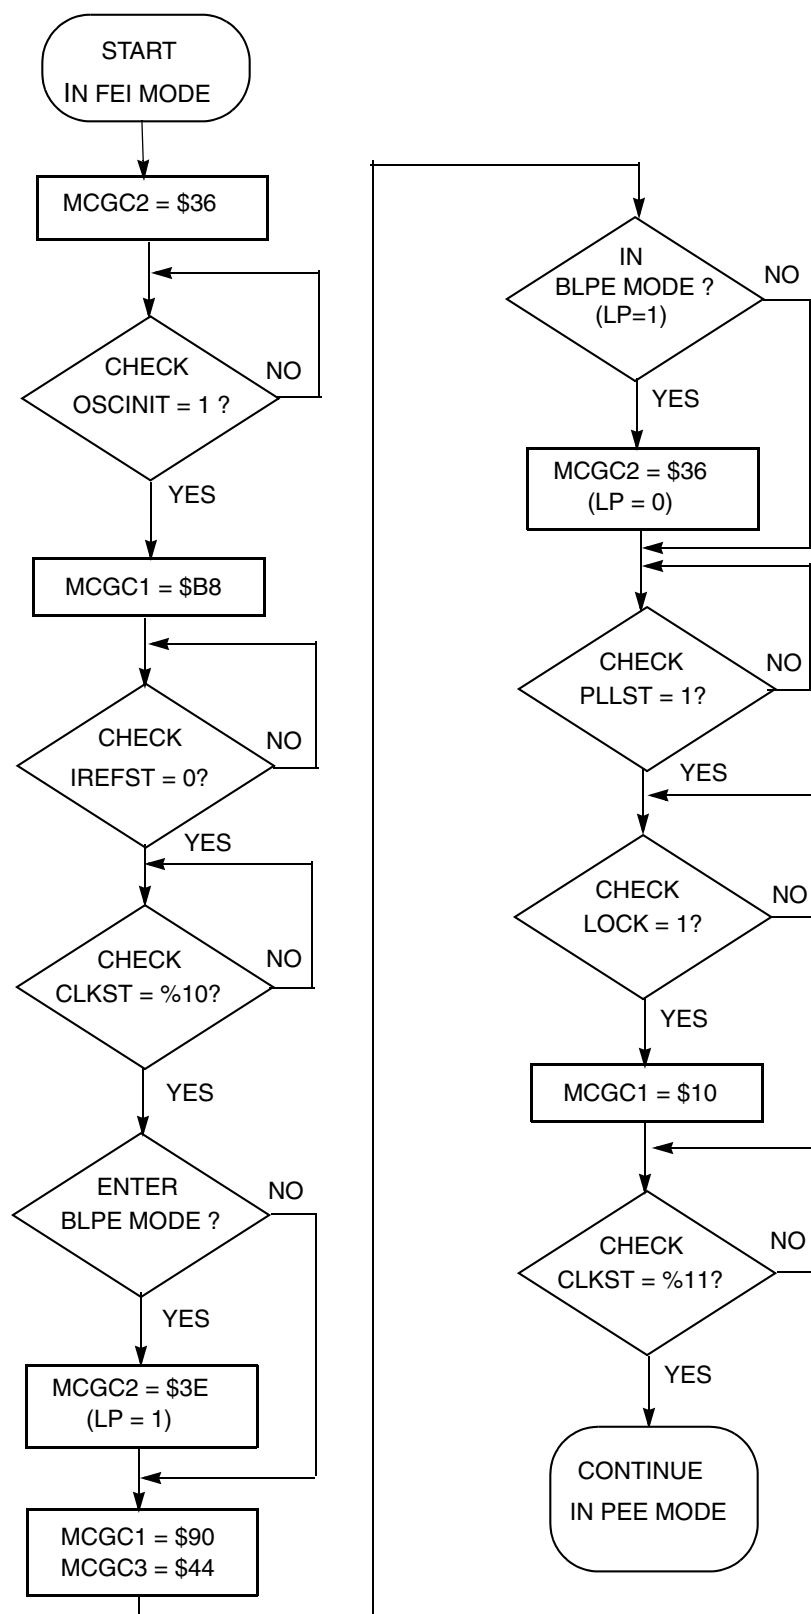 START
IN FEI MODE
MCGC2 = $36
CHECK
OSCINIT = 1 ?
NO
YES
MCGC1 = $B8
CHECK
IREFST = 0?
NO
YES
CHECK
CLKST = %10?
NO
YES
ENTER
BLPE MODE ?
NO
YES
MCGC2 = $3E
(LP = 1)
MCGC1 = $90
MCGC3 = $44
IN
BLPE MODE ?
(LP=1)
NO
YES
MCGC2 = $36
(LP = 0)
CHECK
PLLST = 1?
NO
YES
CHECK
LOCK = 1?
NO
YES
MCGC1 = $10
CHECK
CLKST = %11?
NO
YES
CONTINUE
IN PEE MODE